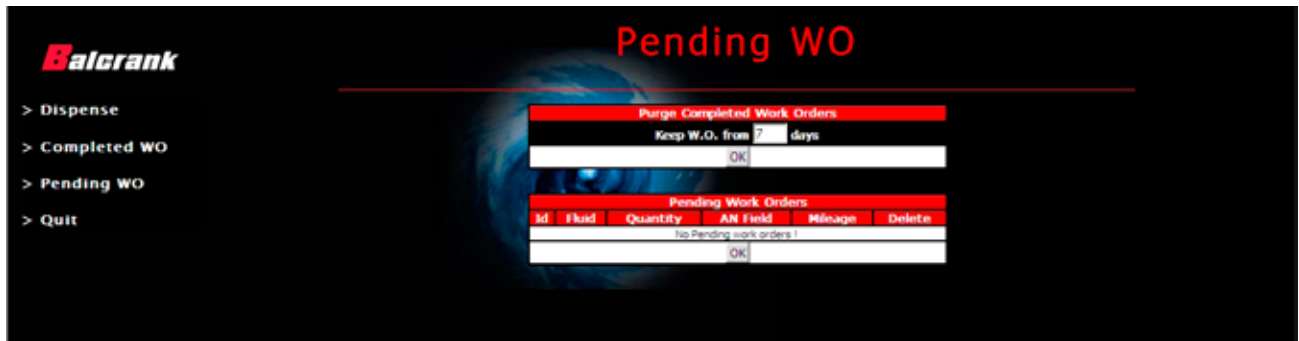 Balcrank
Pending WO
> Dispense
> Completed WO
> Pending WO
> Quit
Purge Completed Work Orders
Keep W.O. from 7 days
OK
Pending Work Orders
Id Fluid Quantity AN Field Mileage Delete
No Pending work orders !
OK